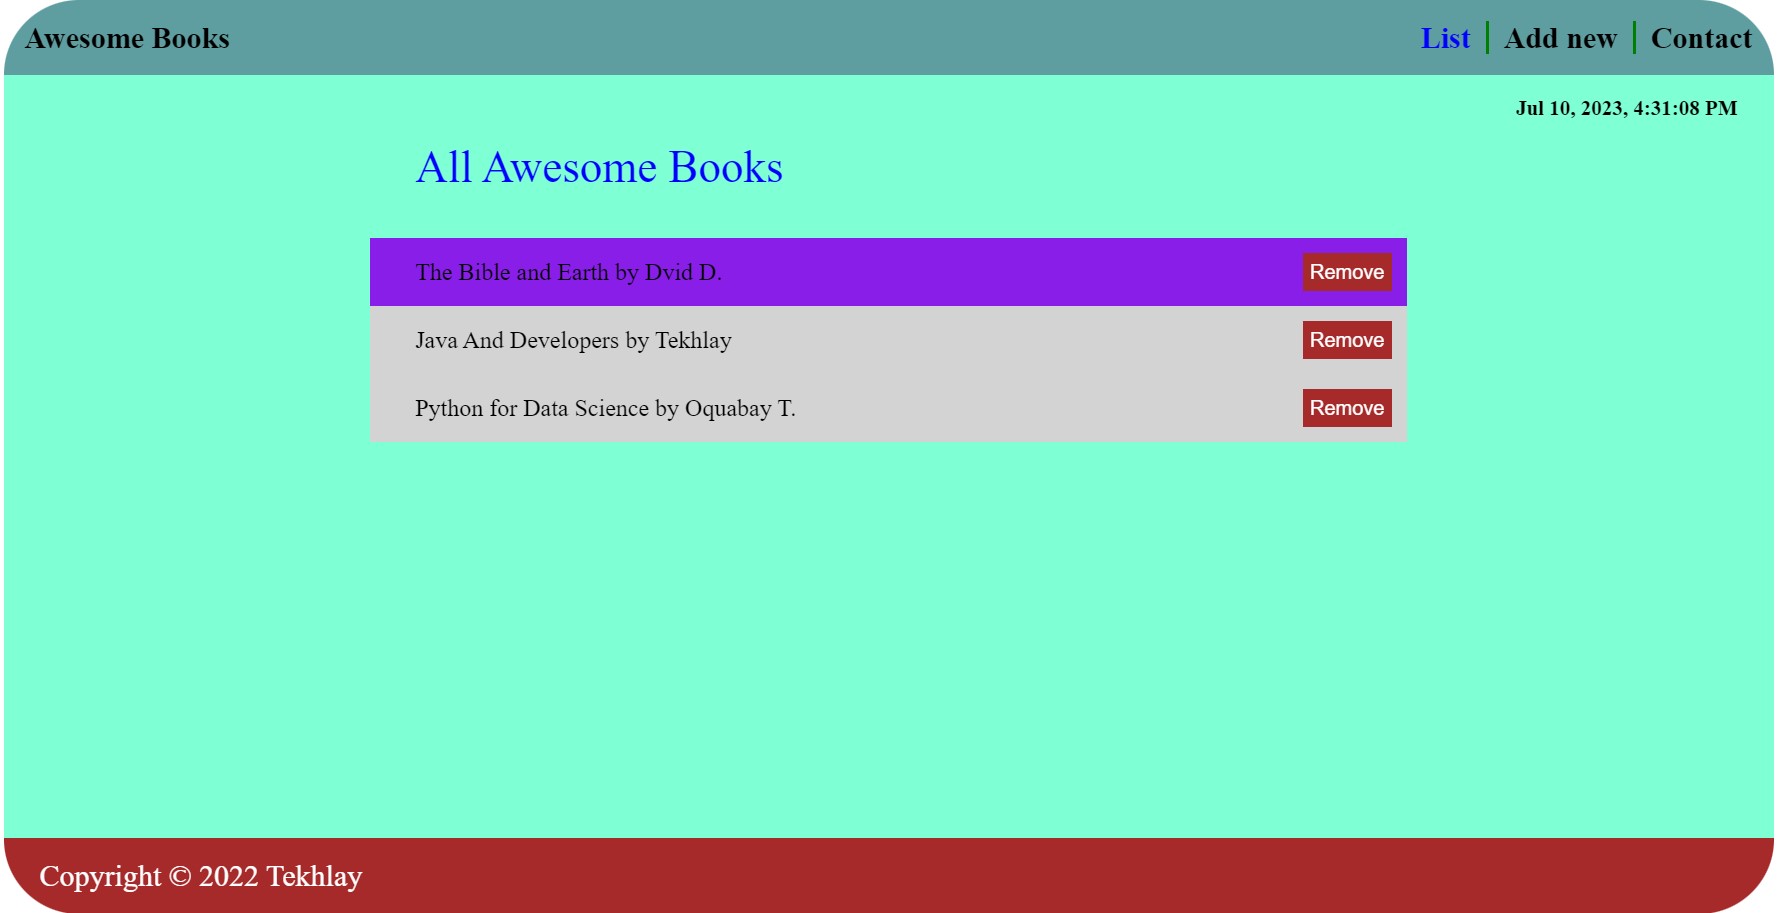 Awesome Books
List Add new Contact
Jul 10, 2023, 4:31:08 PM
All Awesome Books
The Bible and Earth by Dvid D. Remove
Java And Developers by Tekhlay Remove
Python for Data Science by Oquabay T. Remove
Copyright © 2022 Tekhlay